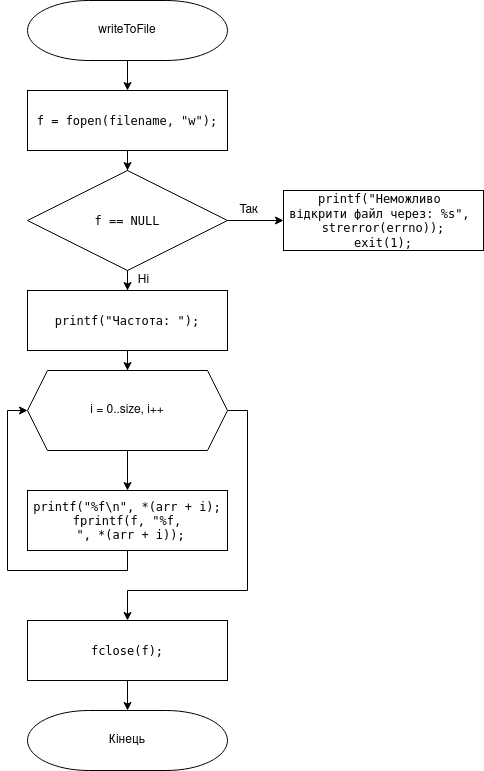 writeToFile
f = fopen(filename, "w");
f == NULL
Так
printf("Неможливо
відкрити файл через: %s",
strerror(errno));
exit(1);
Ні
printf("Частота: ");
i = 0..size, i++
printf("%f\n", *(arr + i);
fprintf(f, "%f,
", *(arr + i));
fclose(f);
Кінець